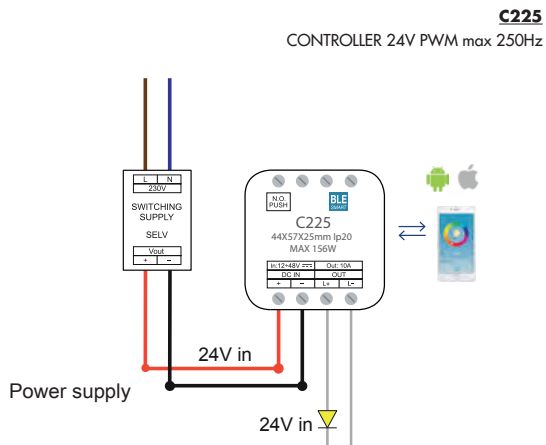 C225
CONTROLLER 24V PWM max 250Hz
L N
230V
SWITCHING
SUPPLY
SELV
Vout
+ −
N.O.
PUSH
BLE
SMART
C225
44X57X25mm Ip20
MAX 156W
In:12÷48V Out: 10A
DC IN OUT
+ − L+ L-
24V in
Power supply
24V in